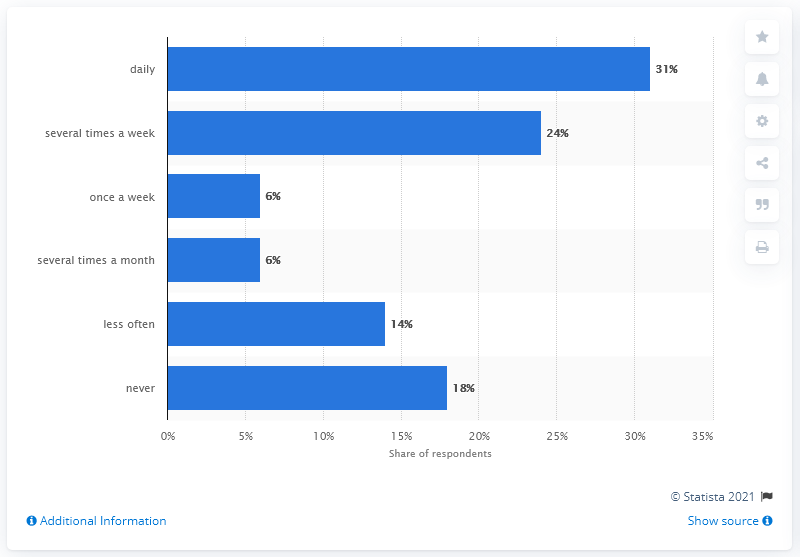 daily
31%
several times a week
24%
once a week
6%
several times a month
6%
less often
14%
never
18%
0% 5% 10% 15% 20% 25% 30% 35%
Share of respondents
© Statista 2021
Additional Information
Show source